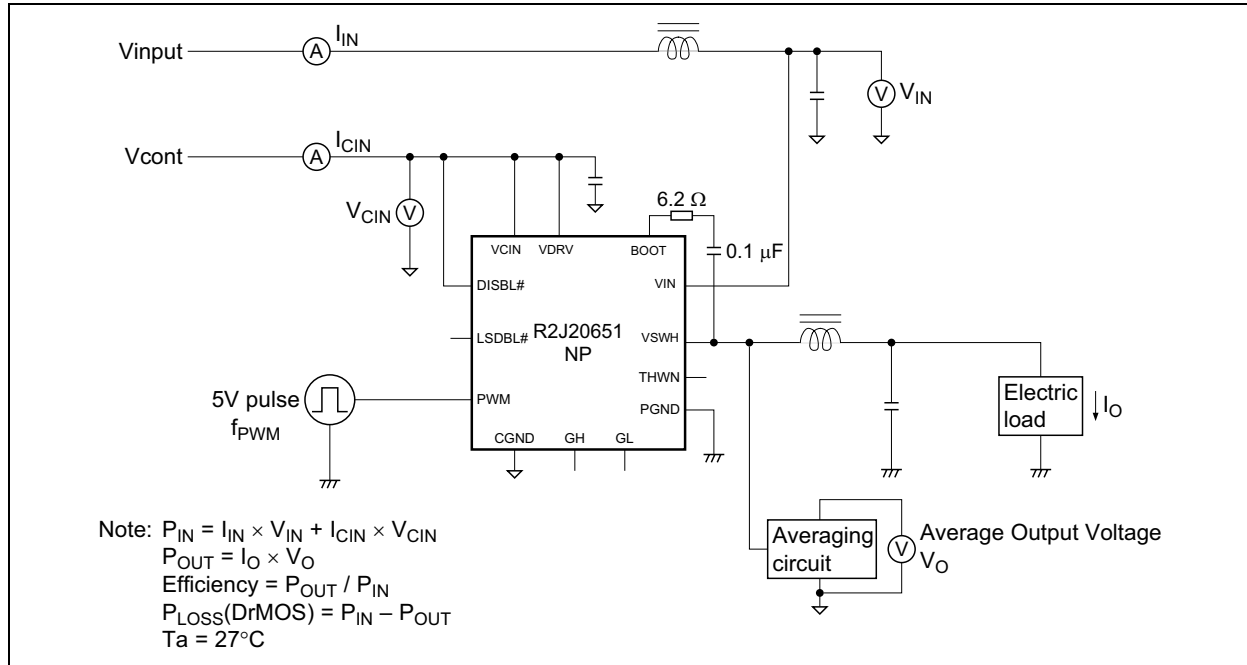 Vinput
A
I_IN
V
V_IN
Vcont
A
I_CIN
V_CIN
V
6.2 Ω
0.1 μF
VCIN
VDRV
BOOT
DISBL#
VIN
LSDBL#
R2J20651
NP
VSWH
THWN
5V pulse
f_PWM
PWM
PGND
CGND
GH
GL
Electric
load
I_O
Note: P_IN = I_IN × V_IN + I_CIN × V_CIN
P_OUT = I_O × V_O
Efficiency = P_OUT / P_IN
P_LOSS(DrMOS) = P_IN – P_OUT
Ta = 27°C
Averaging
circuit
V
Average Output Voltage
V_O